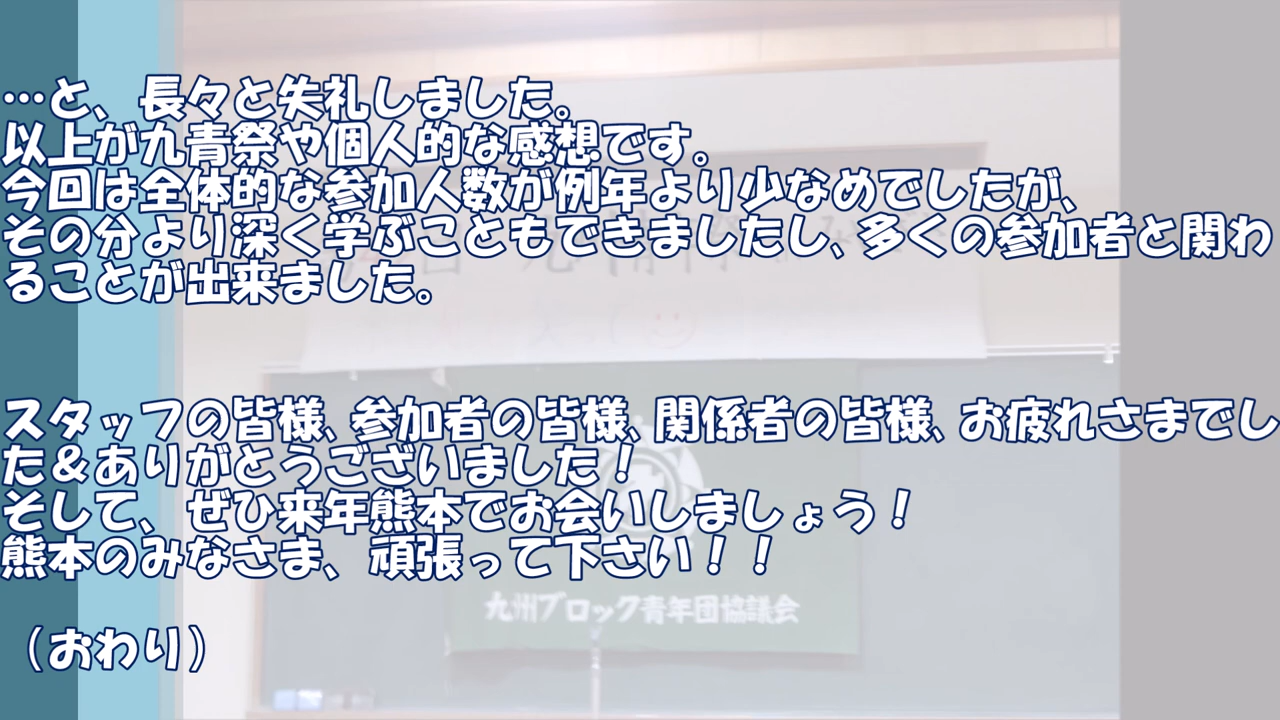 …と、長々と失礼しました。
以上が九青祭や個人的な感想です。
今回は全体的な参加人数が例年より少なめでしたが、
その分より深く学ぶこともできましたし、多くの参加者と関わ
ることが出来ました。
スタッフの皆様、参加者の皆様、関係者の皆様、お疲れさまでし
た＆ありがとうございました！
そして、ぜひ来年熊本でお会いしましょう！
熊本のみなさま、頑張って下さい！！
九州ブロック青年団協議会
（おわり）